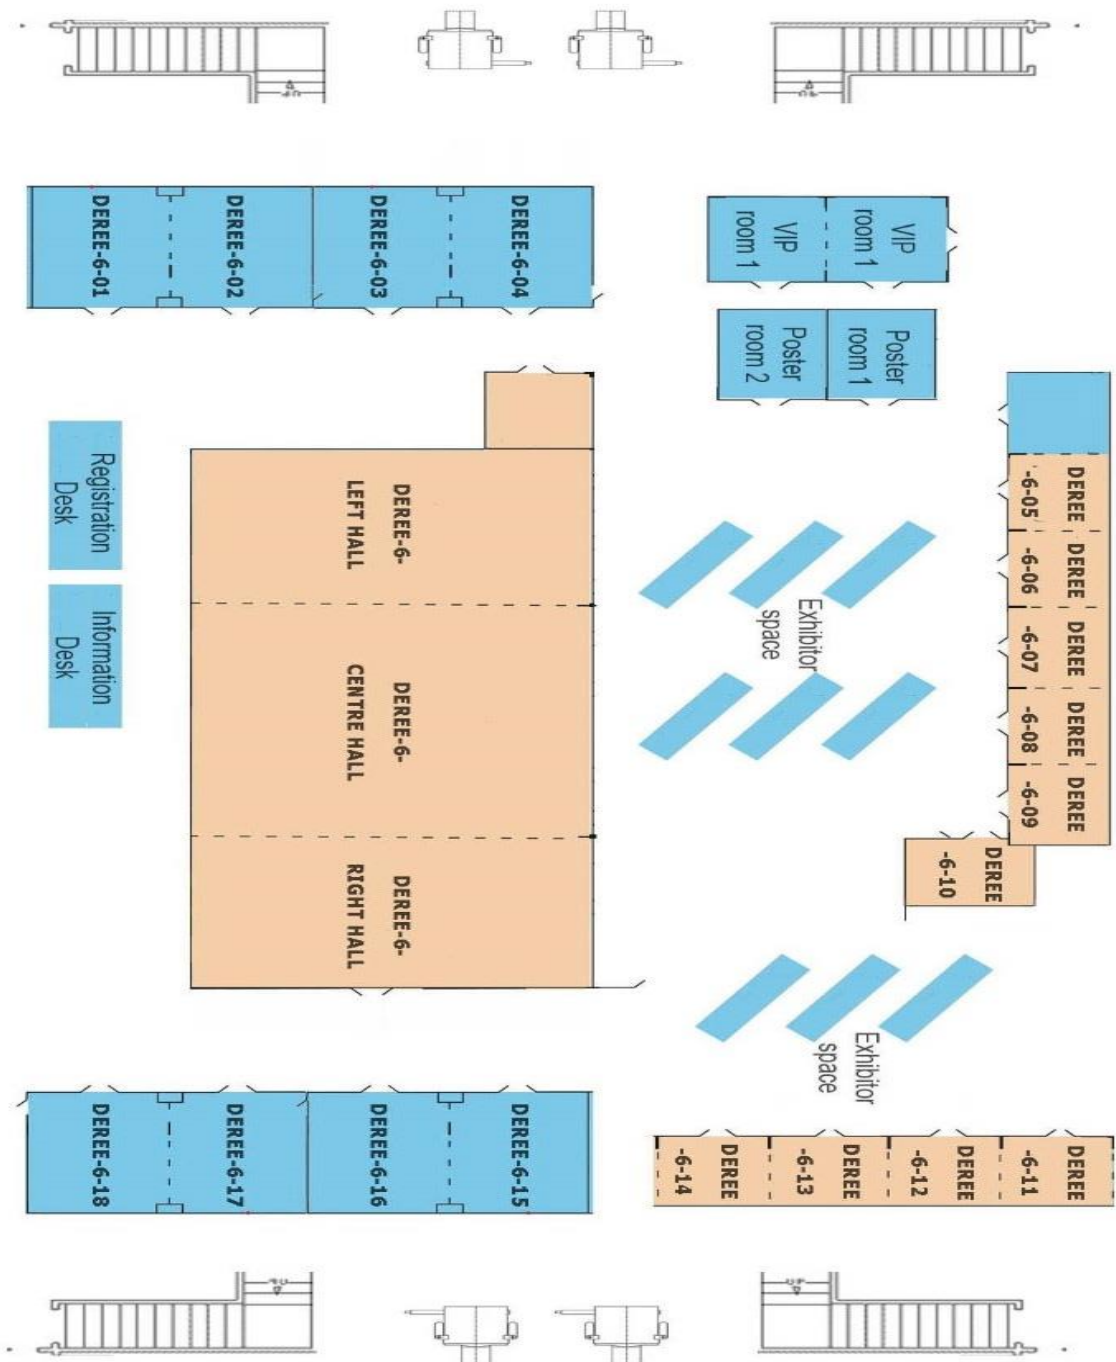 DEREE-6-01
DEREE-6-02
DEREE-6-03
DEREE-6-04
VIP
room 1
VIP
room 1
Poster
room 2
Poster
room 1
Registration
Desk
Information
Desk
DEREE-6-
LEFT HALL
DEREE-6-
CENTRE HALL
DEREE-6-
RIGHT HALL
Exhibitor
space
DEREE
-6-05
DEREE
-6-06
DEREE
-6-07
DEREE
-6-08
DEREE
-6-09
DEREE
-6-10
Exhibitor
space
DEREE
-6-11
DEREE
-6-12
DEREE
-6-13
DEREE
-6-14
DEREE-6-15
DEREE-6-16
DEREE-6-17
DEREE-6-18